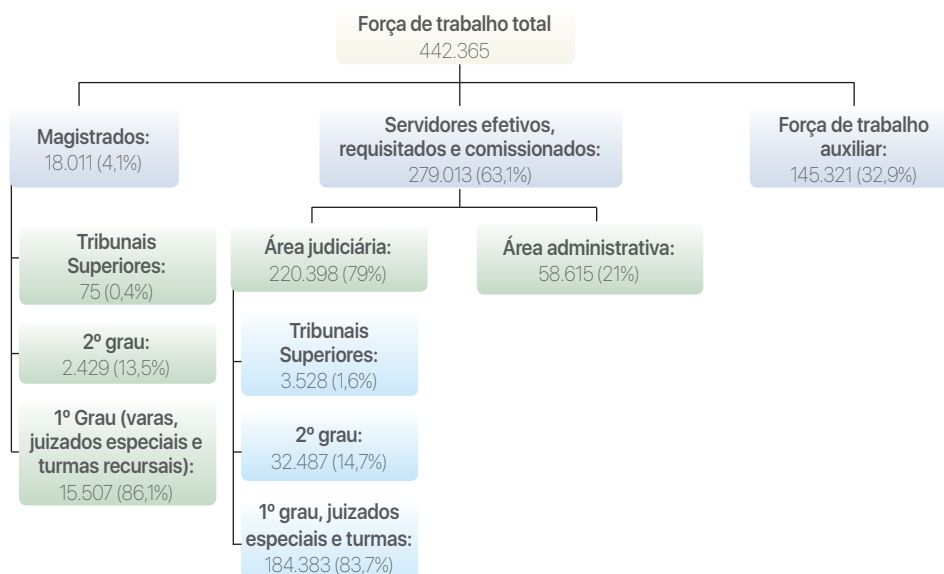 Força de trabalho total
442.365
Magistrados:
18.011 (4,1%)
Servidores efetivos,
requisitados e comissionados:
279.013 (63,1%)
Força de trabalho
auxiliar:
145.321 (32,9%)
Tribunais
Superiores:
75 (0,4%)
2º grau:
2.429 (13,5%)
1º Grau (varas,
juizados especiais e
turmas recursais):
15.507 (86,1%)
Área judiciária:
220.398 (79%)
Tribunais
Superiores:
3.528 (1,6%)
2º grau:
32.487 (14,7%)
1º grau, juizados
especiais e turmas:
184.383 (83,7%)
Área administrativa:
58.615 (21%)